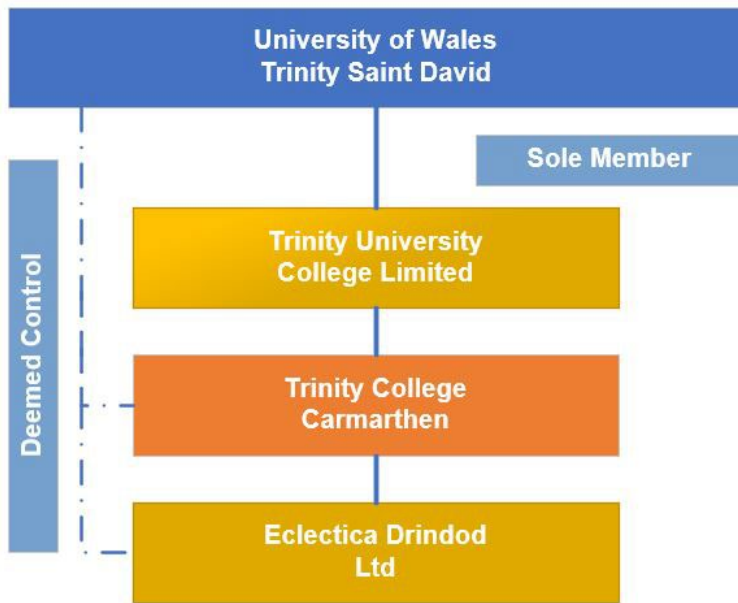 University of Wales
Trinity Saint David
Sole Member
Trinity University
College Limited
Deemed Control
Trinity College
Carmarthen
Eclectica Drindod
Ltd